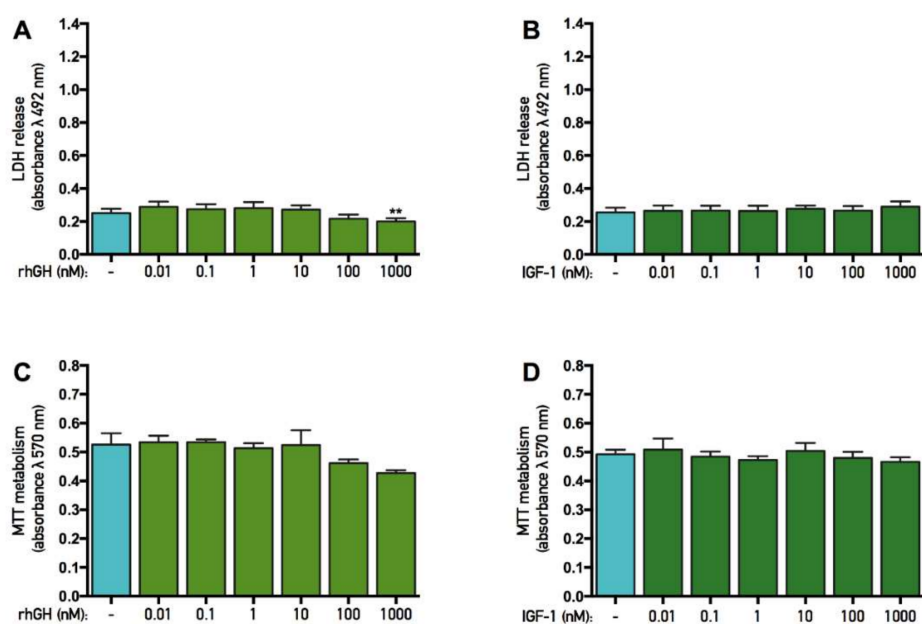 A
LDH release
(absorbance λ 492 nm)
1.4
1.2
1.0
0.8
0.6
0.4
0.2
0.0
**
rhGH (nM): - 0.01 0.1 1 10 100 1000
B
LDH release
(absorbance λ 492 nm)
1.4
1.2
1.0
0.8
0.6
0.4
0.2
0.0
IGF-1 (nM): - 0.01 0.1 1 10 100 1000
C
MTT metabolism
(absorbance λ 570 nm)
0.8
0.7
0.6
0.5
0.4
0.3
0.2
0.1
0.0
rhGH (nM): - 0.01 0.1 1 10 100 1000
D
MTT metabolism
(absorbance λ 570 nm)
0.8
0.7
0.6
0.5
0.4
0.3
0.2
0.1
0.0
IGF-1 (nM): - 0.01 0.1 1 10 100 1000